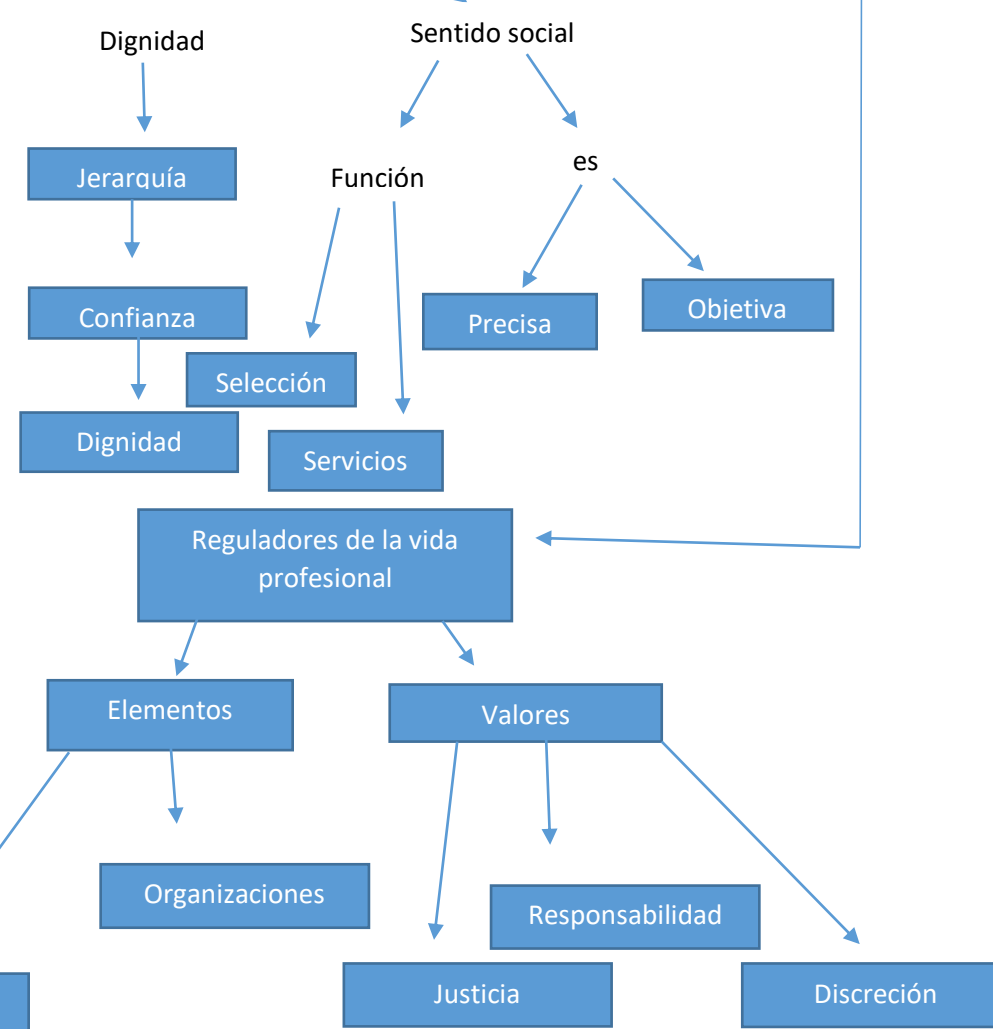 Dignidad
Sentido social
Jerarquía
Función
es
Confianza
Precisa
Objetiva
Selección
Dignidad
Servicios
Reguladores de la vida
profesional
Elementos
Valores
Organizaciones
Responsabilidad
Justicia
Discreción